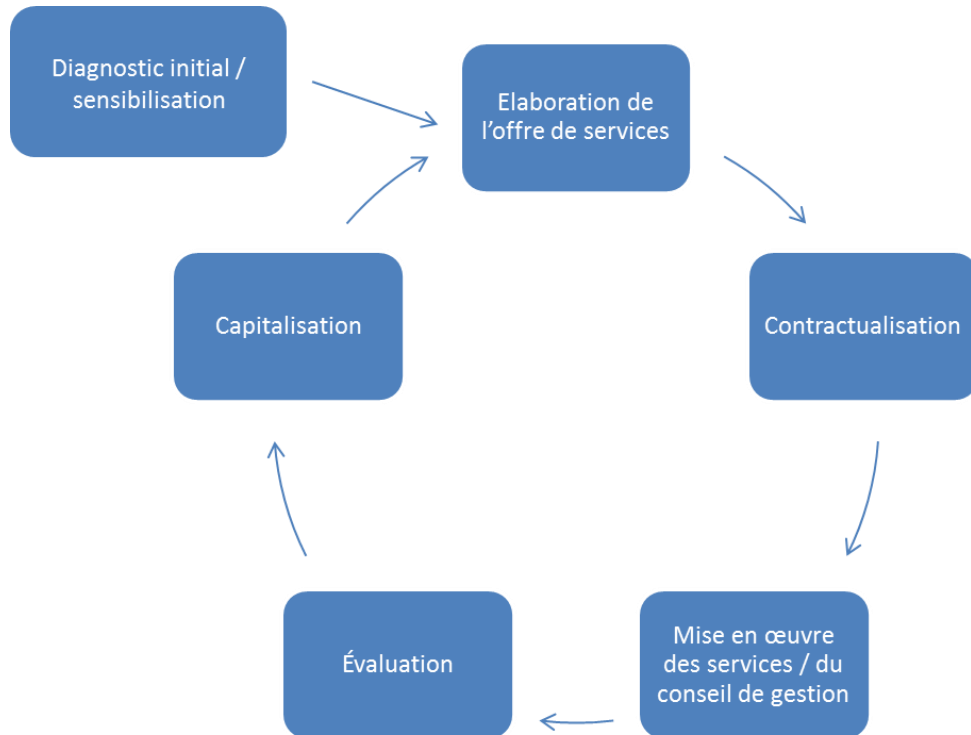 Diagnostic initial /
sensibilisation
Elaboration de
l’offre de services
Contractualisation
Mise en œuvre
des services / du
conseil de gestion
Évaluation
Capitalisation